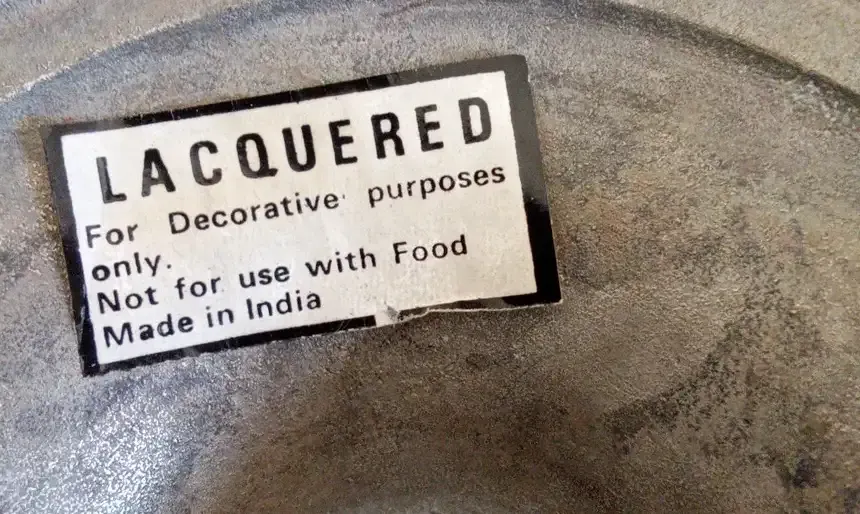 LACQUERED
For Decorative purposes
only.
Not for use with Food
Made in India